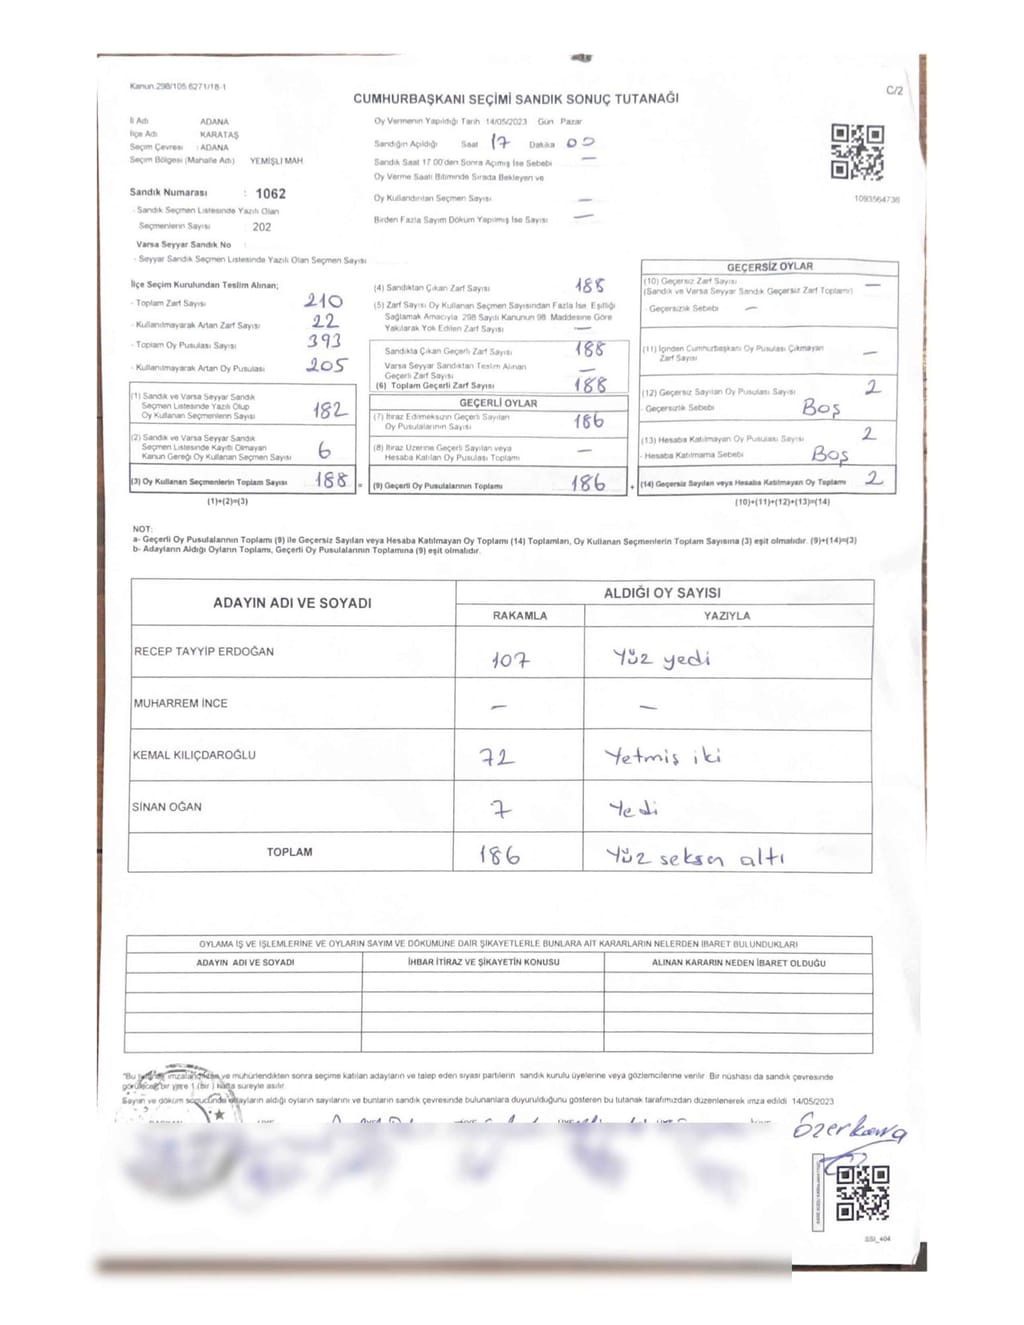 Kanun.298/105.6271/18-1
C/2
CUMHURBAŞKANI SEÇİMİ SANDIK SONUÇ TUTANAĞI
İl Adı ADANA
İlçe Adı KARATAŞ
Seçim Çevresi : ADANA
Seçim Bölgesi (Mahalle Adı) YEMİŞLİ MAH
Sandık Numarası : 1062
- Sandık Seçmen Listesinde Yazılı Olan
Seçmenlerin Sayısı 202
Varsa Seyyar Sandık No :
- Seyyar Sandık Seçmen Listesinde Yazılı Olan Seçmen Sayısı
Oy Vermenin Yapıldığı Tarih 14/05/2023 Gün Pazar
Sandığın Açıldığı Saat 17 Dakika 00
Sandık Saat 17 00'den Sonra Açmış İse Sebebi —
Oy Verme Saati Bitiminde Sırada Bekleyen ve
Oy Kullandırılan Seçmen Sayısı —
Birden Fazla Sayım Döküm Yapılmış İse Sayısı —
1093564736
İlçe Seçim Kurulundan Teslim Alınan;
- Toplam Zarf Sayısı 210
- Kullanılmayarak Artan Zarf Sayısı 22
- Toplam Oy Pusulası Sayısı 393
- Kullanılmayarak Artan Oy Pusulası 205
(1) Sandık ve Varsa Seyyar Sandık
Seçmen Listesinde Yazılı Olup
Oy Kullanan Seçmenlerin Sayısı 182
(2) Sandık ve Varsa Seyyar Sandık
Seçmen Listesinde Kayıtlı Olmayan
Kanun Gereği Oy Kullanan Seçmen Sayısı 6
(3) Oy Kullanan Seçmenlerin Toplam Sayısı 188 =
(1)+(2)=(3)
(4) Sandıktan Çıkan Zarf Sayısı 188
(5) Zarf Sayısı Oy Kullanan Seçmen Sayısından Fazla İse, Eşitliği
Sağlamak Amacıyla 298 Sayılı Kanunun 98. Maddesine Göre
Yakılarak Yok Edilen Zarf Sayısı —
Sandıkta Çıkan Geçerli Zarf Sayısı 188
Varsa Seyyar Sandıktan Teslim Alınan
Geçerli Zarf Sayısı —
(6) Toplam Geçerli Zarf Sayısı 188
GEÇERLİ OYLAR
(7) İtiraz Edilmeksizin Geçerli Sayılan
Oy Pusulalarının Sayısı 186
(8) İtiraz Üzerine Geçerli Sayılan veya
Hesaba Katılan Oy Pusulası Toplamı —
(9) Geçerli Oy Pusulalarının Toplamı 186 +
GEÇERSİZ OYLAR
(10) Geçersiz Zarf Sayısı —
(Sandık ve Varsa Seyyar Sandık Geçersiz Zarf Toplamı)
- Geçersizlik Sebebi —
(11) İçinden Cumhurbaşkanı Oy Pusulası Çıkmayan
Zarf Sayısı —
(12) Geçersiz Sayılan Oy Pusulası Sayısı 2
- Geçersizlik Sebebi Boş
(13) Hesaba Katılmayan Oy Pusulası Sayısı 2
- Hesaba Katılmama Sebebi Boş
(14) Geçersiz Sayılan veya Hesaba Katılmayan Oy Toplamı 2
(10)+(11)+(12)+(13)=(14)
NOT:
a- Geçerli Oy Pusulalarının Toplamı (9) ile Geçersiz Sayılan veya Hesaba Katılmayan Oy Toplamı (14) Toplamları, Oy Kullanan Seçmenlerin Toplam Sayısına (3) eşit olmalıdır. (9)+(14)=(3)
b- Adayların Aldığı Oyların Toplamı, Geçerli Oy Pusulalarının Toplamına (9) eşit olmalıdır.
ADAYIN ADI VE SOYADI
ALDIĞI OY SAYISI
RAKAMLA YAZIYLA
RECEP TAYYİP ERDOĞAN 107 Yüz yedi
MUHARREM İNCE — —
KEMAL KILIÇDAROĞLU 72 Yetmiş iki
SİNAN OĞAN 7 Yedi
TOPLAM 186 Yüz seksen altı
OYLAMA İŞ VE İŞLEMLERİNE VE OYLARIN SAYIM VE DÖKÜMÜNE DAİR ŞİKAYETLERLE BUNLARA AİT KARARLARIN NELERDEN İBARET BULUNDUKLARI
ADAYIN ADI VE SOYADI İHBAR İTİRAZ VE ŞİKAYETİN KONUSU ALINAN KARARIN NEDEN İBARET OLDUĞU
"Bu imzalandıktan ve mühürlendikten sonra seçime katılan adayların ve talep eden siyasi partilerin sandık kurulu üyelerine veya gözlemcilerine verilir. Bir nüshası da sandık çevresinde
görülecek bir yere 1 (bir) hafta süreyle asılır.
Sayım ve döküm sonucunda adayların aldığı oyların sayılarını ve bunların sandık çevresinde bulunanlara duyurulduğunu gösteren bu tutanak tarafımızdan düzenlenerek imza edildi 14/05/2023
SSI_404